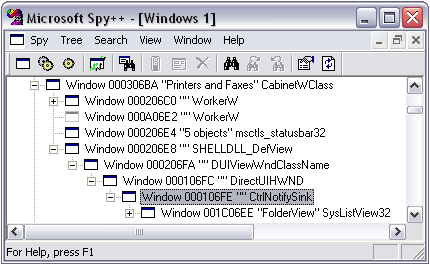 Microsoft Spy++ - [Windows 1]
Spy Tree Search View Window Help
Window 000306BA "Printers and Faxes" CabinetWClass
Window 000206C0 "" WorkerW
Window 000A06E2 "" WorkerW
Window 000206E4 "5 objects" msctls_statusbar32
Window 000206E8 "" SHELLDLL_DefView
Window 000206FA "" DUIViewWndClassName
Window 000106FC "" DirectUIHWND
Window 000106FE "" CtrlNotifySink
Window 001C06EE "FolderView" SysListView32
For Help, press F1